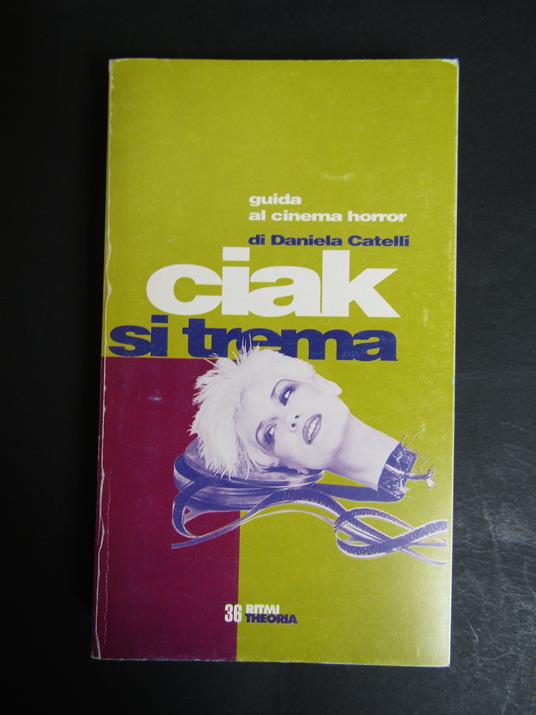 guida
al cinema horror
di Daniela Catelli
ciak
si trema
36 RITMI
THEORIA